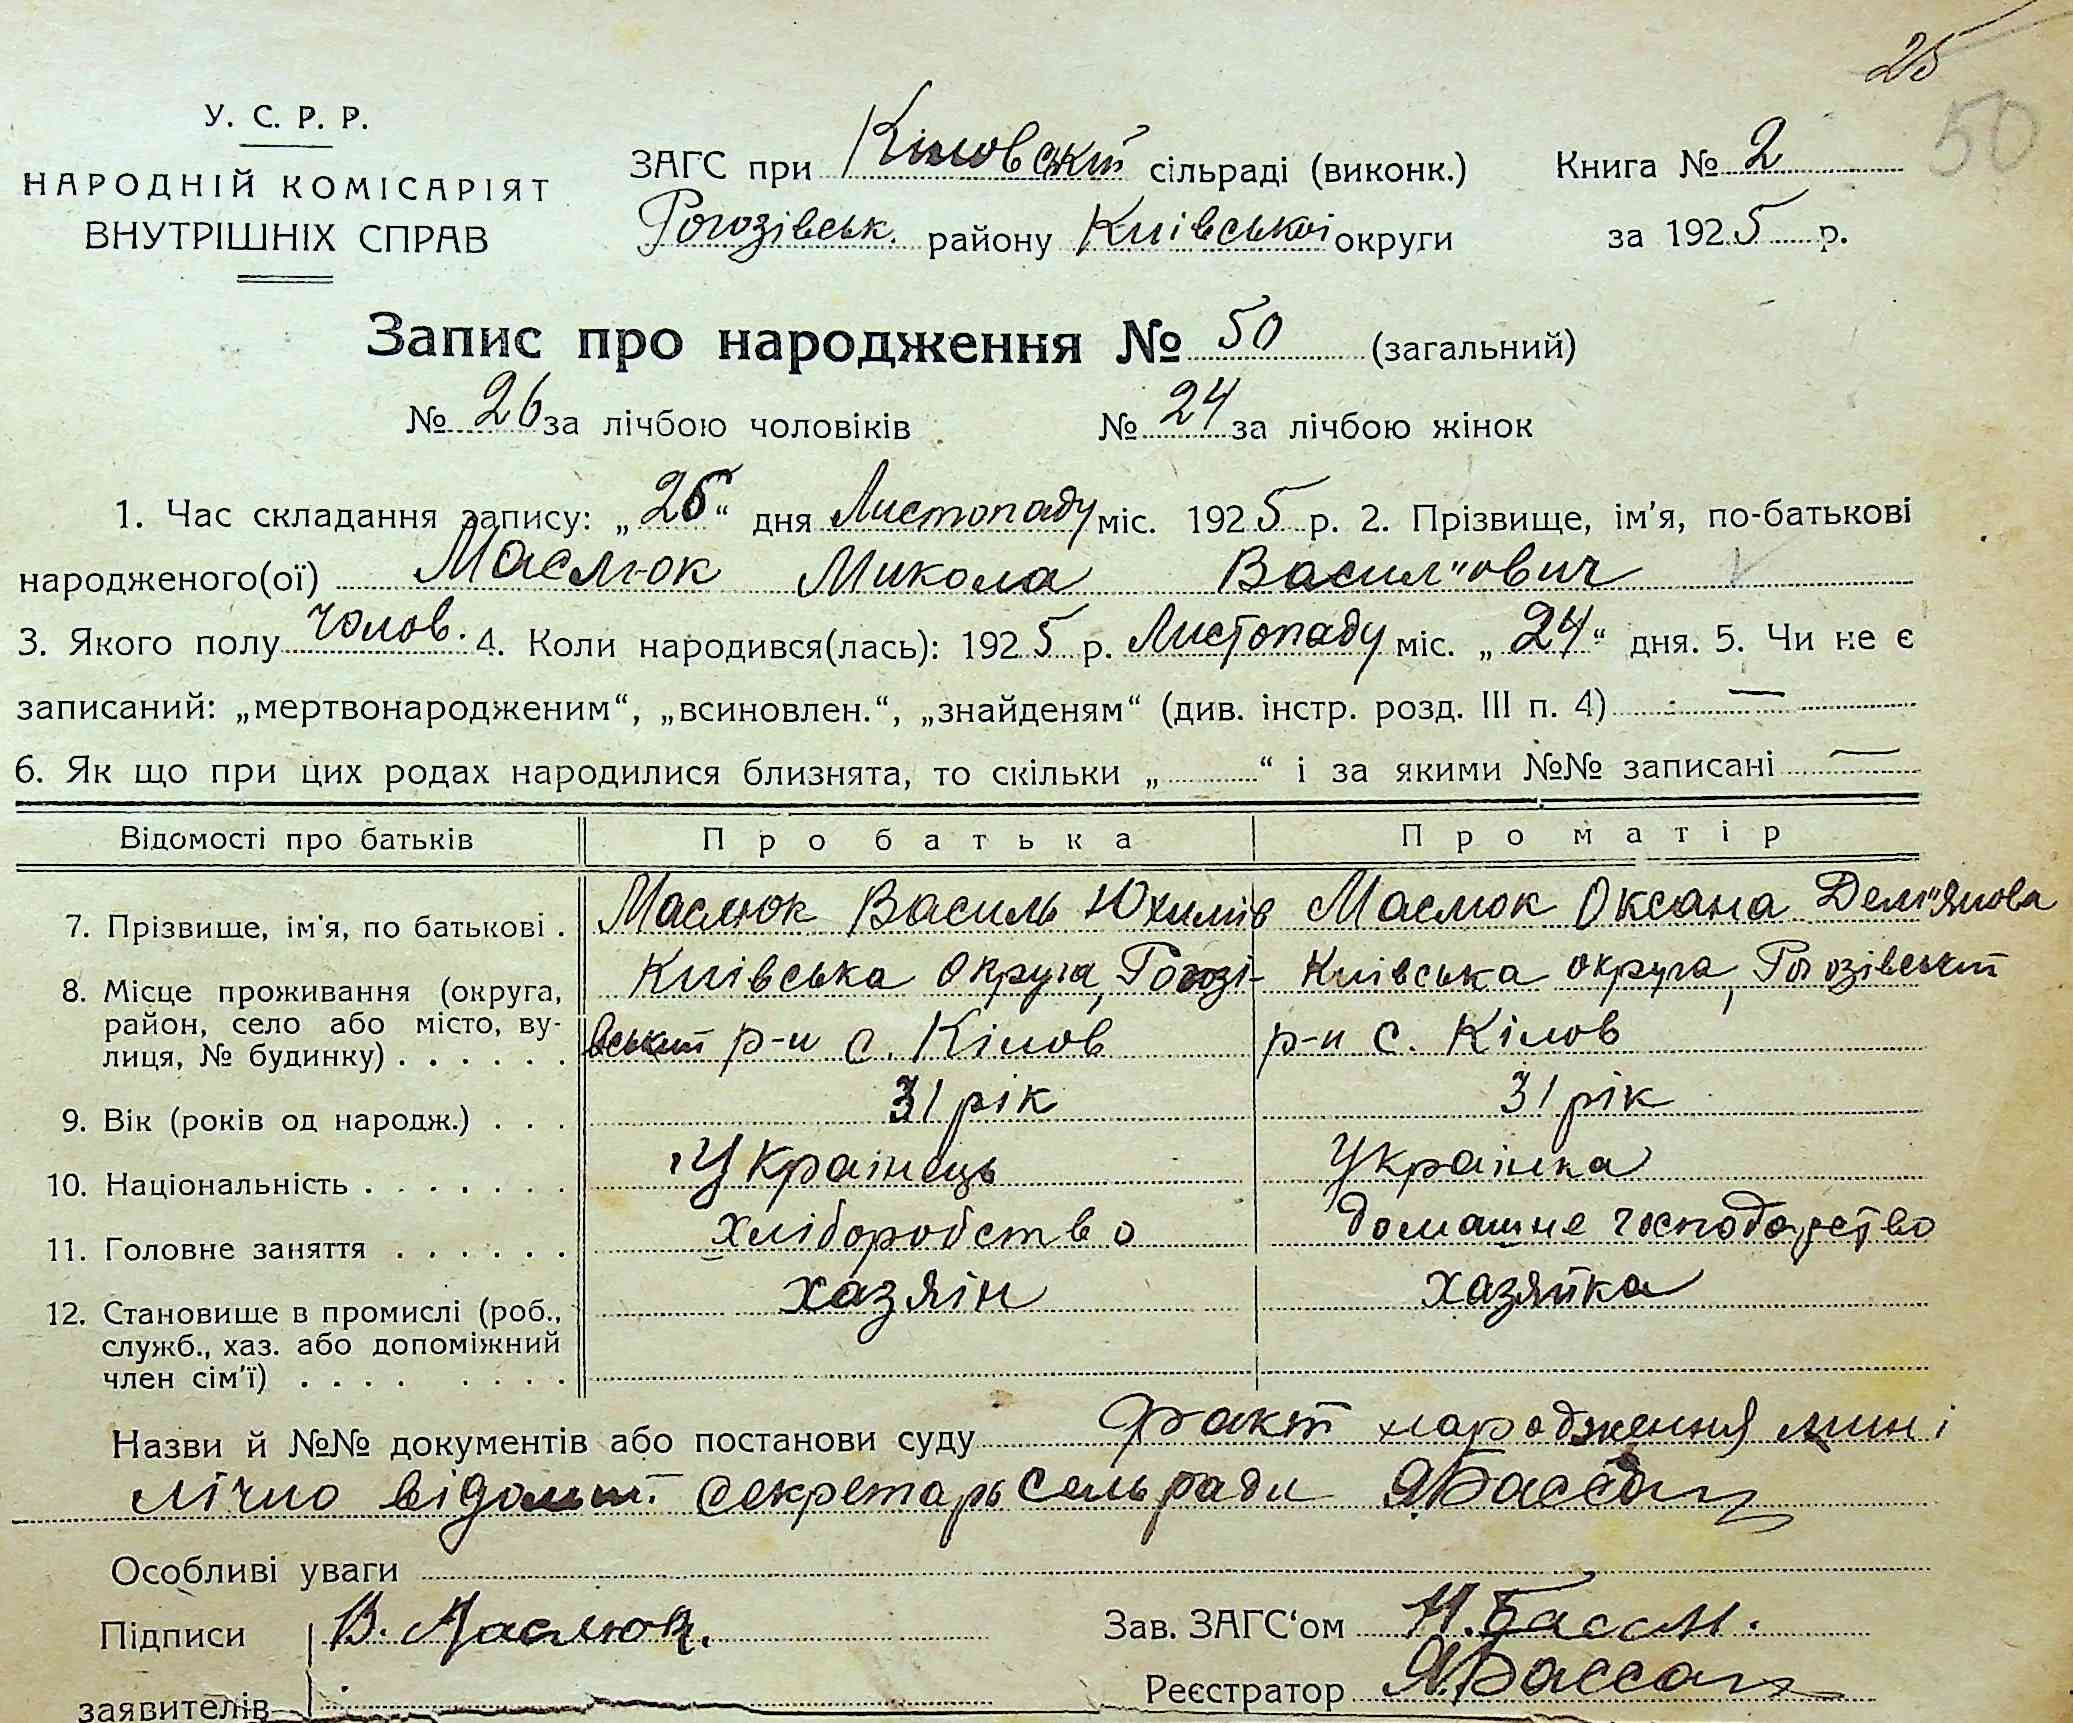 25
50
У. С. Р. Р.
НАРОДНІЙ КОМІСАРІЯТ
ВНУТРІШНІХ СПРАВ
ЗАГС при Кіловській сільраді (виконк.) Книга № 2
Рогозівськ. району Київської округи за 1925 р.
Запис про народження № 50 (загальний)
№ 26 за лічбою чоловіків № 24 за лічбою жінок
1. Час складання запису: „26“ дня Листопаду міс. 1925 р. 2. Прізвище, ім'я, по-батькові
народженого(ої) Маслюк Микола Васил"ович
3. Якого полу чолов. 4. Коли народився(лась): 1925 р. Листопаду міс. „24“ дня. 5. Чи не є
записаний: „мертвонародженим“, „всиновлен.“, „знайденям“ (див. інстр. розд. III п. 4) —
6. Як що при цих родах народилися близнята, то скільки „ “ і за якими №№ записані —
Відомості про батьків Про батька Про матір
7. Прізвище, ім'я, по батькові . Маслюк Василь Юхимів Маслюк Оксана Дем"янова
8. Місце проживання (округа, Київська округа, Рогозі- Київська округа, Рогозівський
район, село або місто, ву- вський р-н с. Кілов р-н с. Кілов
лиця, № будинку) . . . . . .
9. Вік (років од народж.) . . . 31 рік 31 рік
10. Національність . . . . . . . Українець Українка
11. Головне заняття . . . . . . хліборобство домашне господарство
12. Становище в промислі (роб., хазяїн хазяйка
служб., хаз. або допоміжний
член сім'ї) . . . . . . . .
Назви й №№ документів або постанови суду факт народження мині
лічно відомий. секретарь сельради
Особливі уваги
Підписи В. Маслюк. Зав. ЗАГС‘ом
заявителів Реєстратор